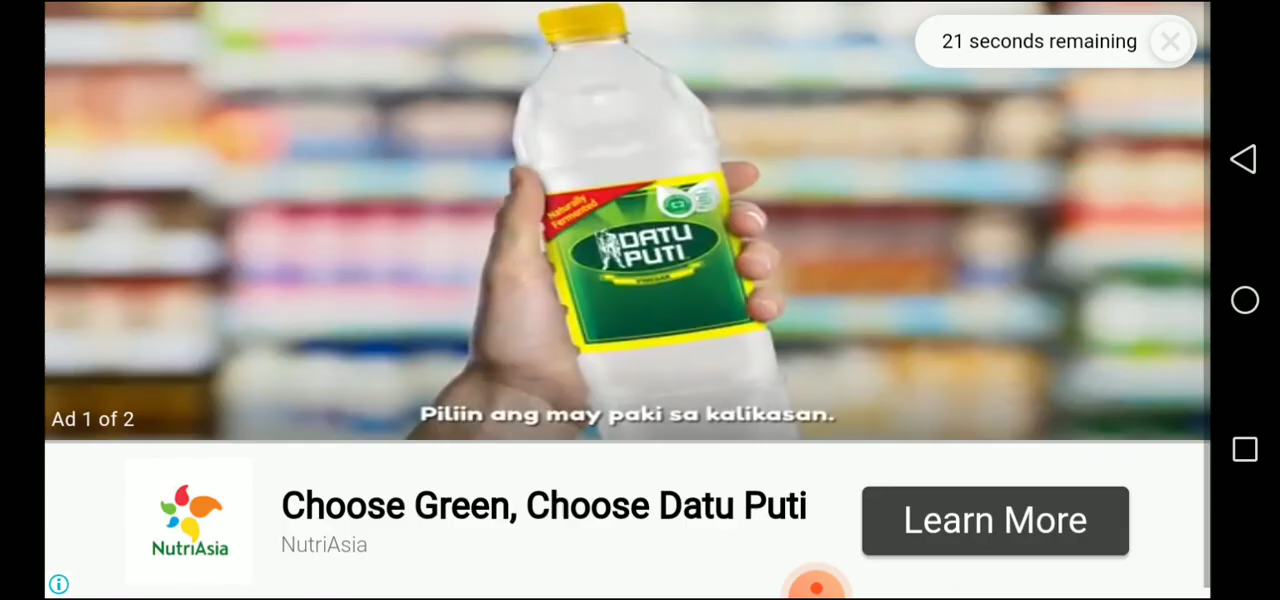 21 seconds remaining
Naturally
Fermented
DATU
PUTI
VINEGAR
Piliin ang may paki sa kalikasan.
Ad 1 of 2
Choose Green, Choose Datu Puti
NutriAsia
NutriAsia
Learn More